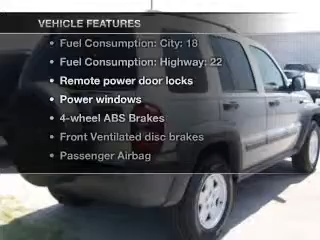 VEHICLE FEATURES
• Fuel Consumption: City: 18
• Fuel Consumption: Highway: 22
• Remote power door locks
• Power windows
• 4-wheel ABS Brakes
• Front Ventilated disc brakes
• Passenger Airbag